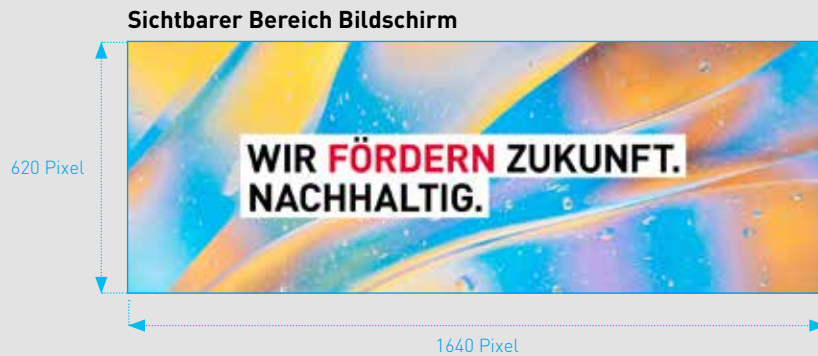 Sichtbarer Bereich Bildschirm
620 Pixel
WIR FÖRDERN ZUKUNFT.
NACHHALTIG.
1640 Pixel